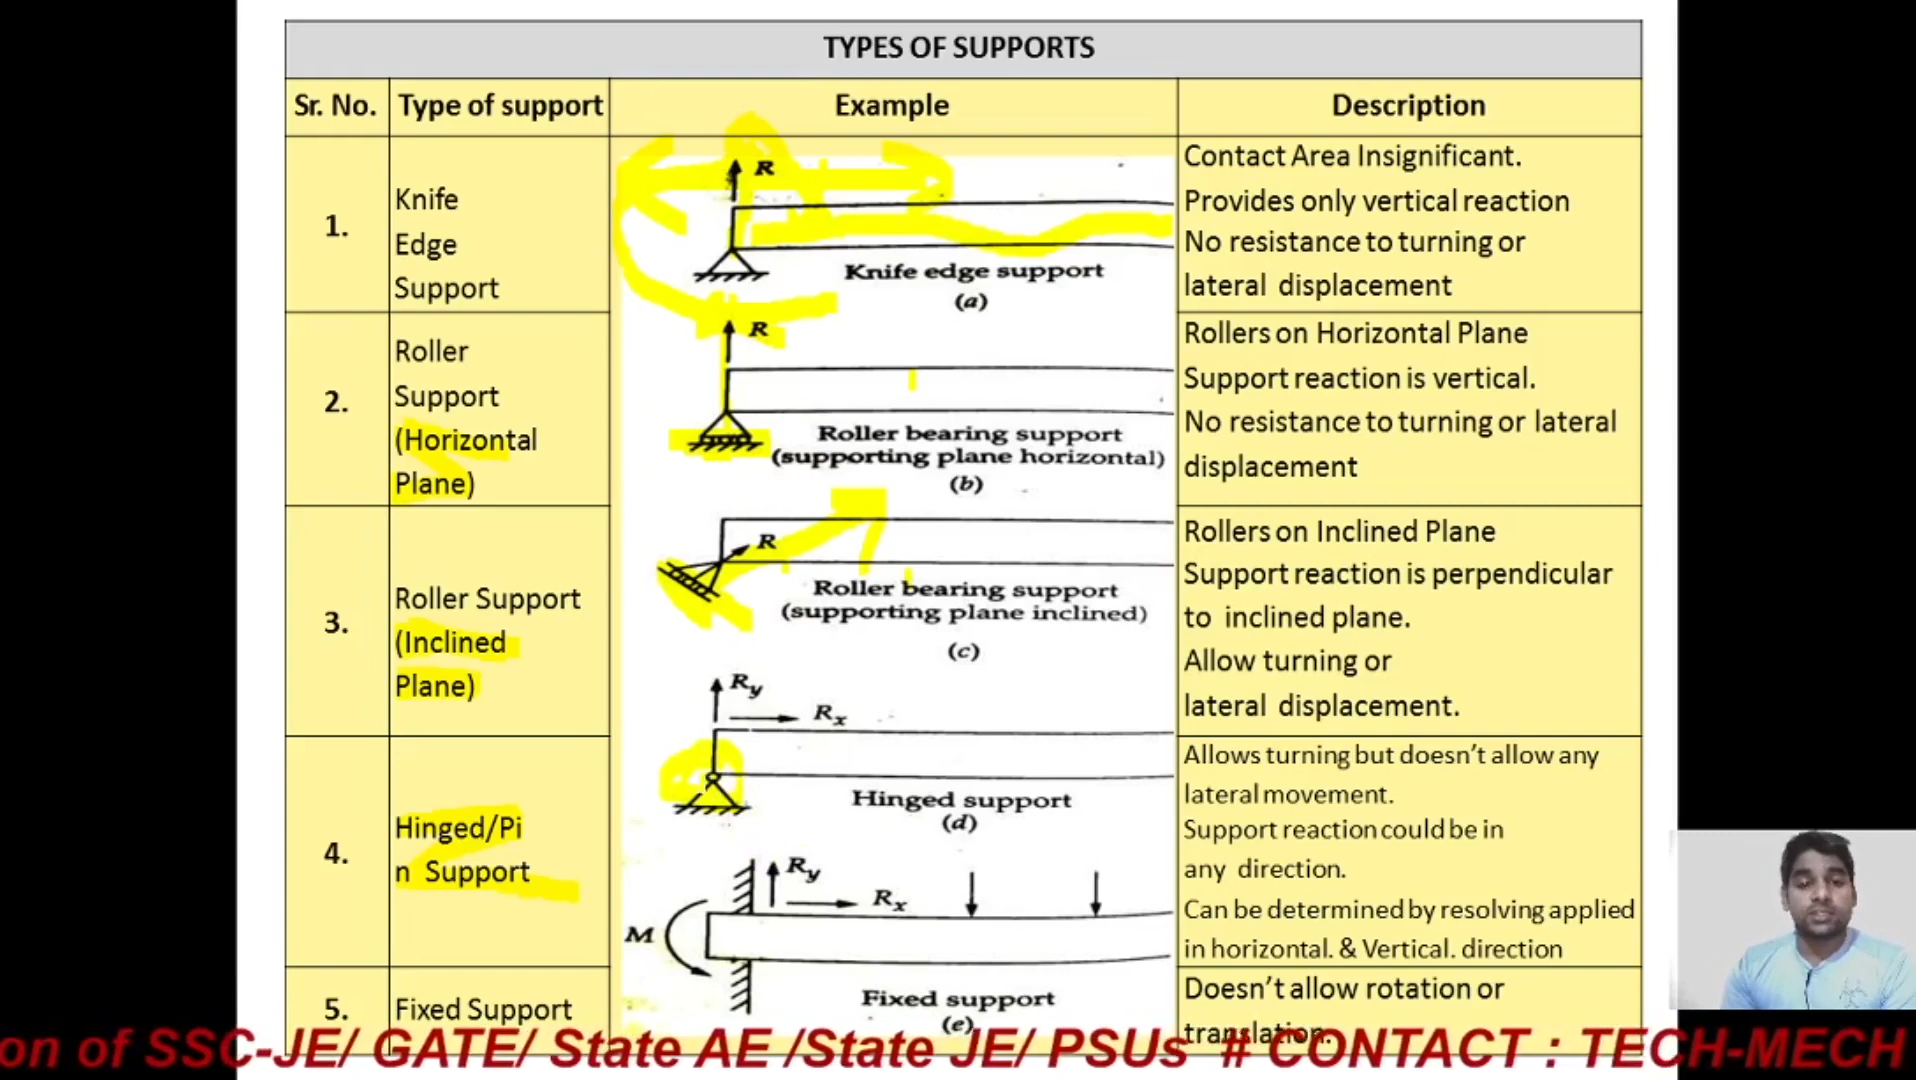 TYPES OF SUPPORTS
Sr. No. Type of support Example Description
1.
Knife
Edge
Support
R
Knife edge support
(a)
Contact Area Insignificant.
Provides only vertical reaction
No resistance to turning or
lateral displacement
2.
Roller
Support
(Horizontal
Plane)
R
Roller bearing support
(supporting plane horizontal)
(b)
Rollers on Horizontal Plane
Support reaction is vertical.
No resistance to turning or lateral
displacement
3.
Roller Support
(Inclined
Plane)
R
Roller bearing support
(supporting plane inclined)
(c)
Rollers on Inclined Plane
Support reaction is perpendicular
to inclined plane.
Allow turning or
lateral displacement.
4.
Hinged/Pi
n Support
Ry
Rx
Hinged support
(d)
Allows turning but doesn't allow any
lateral movement.
Support reaction could be in
any direction.
Can be determined by resolving applied
in horizontal. & Vertical. direction
5.
Fixed Support
Ry
Rx
M
Fixed support
(e)
Doesn't allow rotation or
translation.
on of SSC-JE/ GATE/ State AE /State JE/ PSUs # CONTACT : TECH-MECH